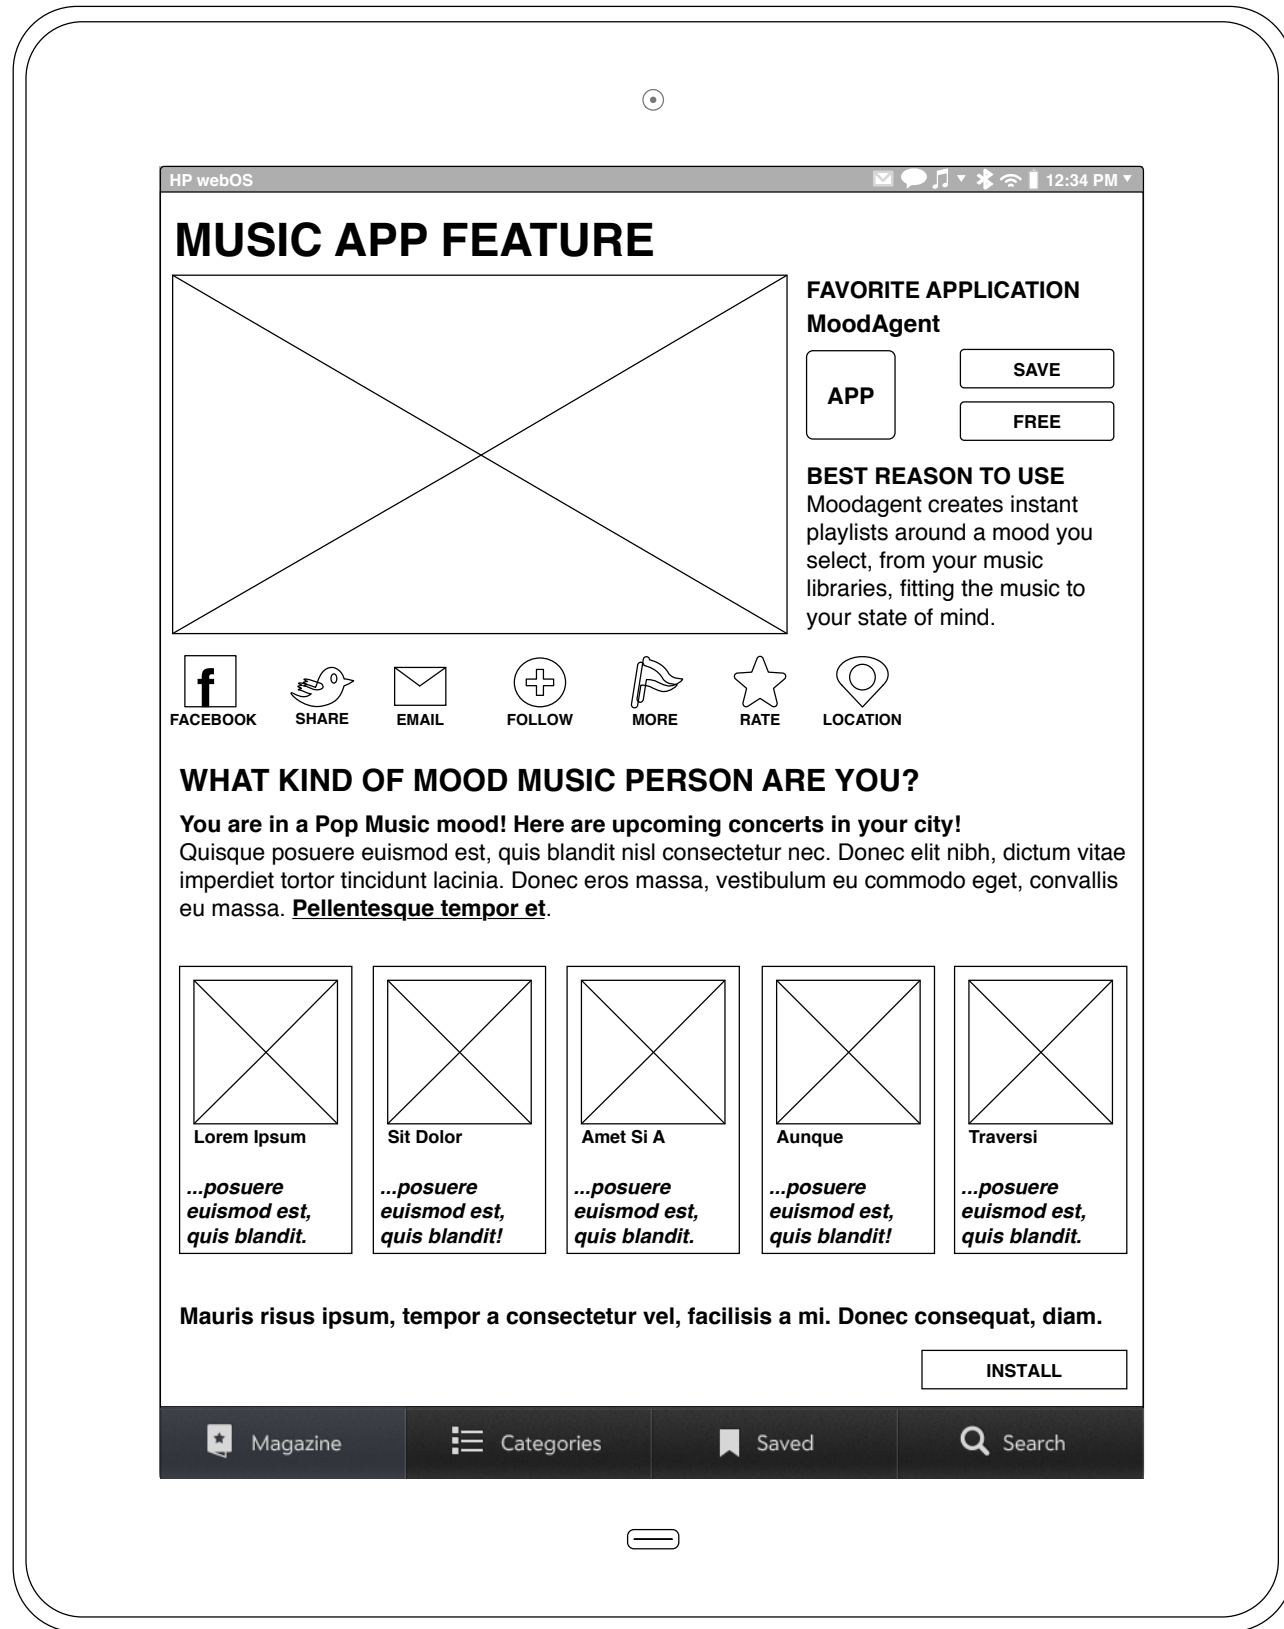 HP webOS 12:34 PM
MUSIC APP FEATURE
FAVORITE APPLICATION
MoodAgent
APP
SAVE
FREE
BEST REASON TO USE
Moodagent creates instant
playlists around a mood you
select, from your music
libraries, fitting the music to
your state of mind.
f
FACEBOOK SHARE EMAIL FOLLOW MORE RATE LOCATION
WHAT KIND OF MOOD MUSIC PERSON ARE YOU?
You are in a Pop Music mood! Here are upcoming concerts in your city!
Quisque posuere euismod est, quis blandit nisl consectetur nec. Donec elit nibh, dictum vitae
imperdiet tortor tincidunt lacinia. Donec eros massa, vestibulum eu commodo eget, convallis
eu massa. Pellentesque tempor et.
Lorem Ipsum
...posuere
euismod est,
quis blandit.
Sit Dolor
...posuere
euismod est,
quis blandit!
Amet Si A
...posuere
euismod est,
quis blandit.
Aunque
...posuere
euismod est,
quis blandit!
Traversi
...posuere
euismod est,
quis blandit.
Mauris risus ipsum, tempor a consectetur vel, facilisis a mi. Donec consequat, diam.
INSTALL
Magazine Categories Saved Search